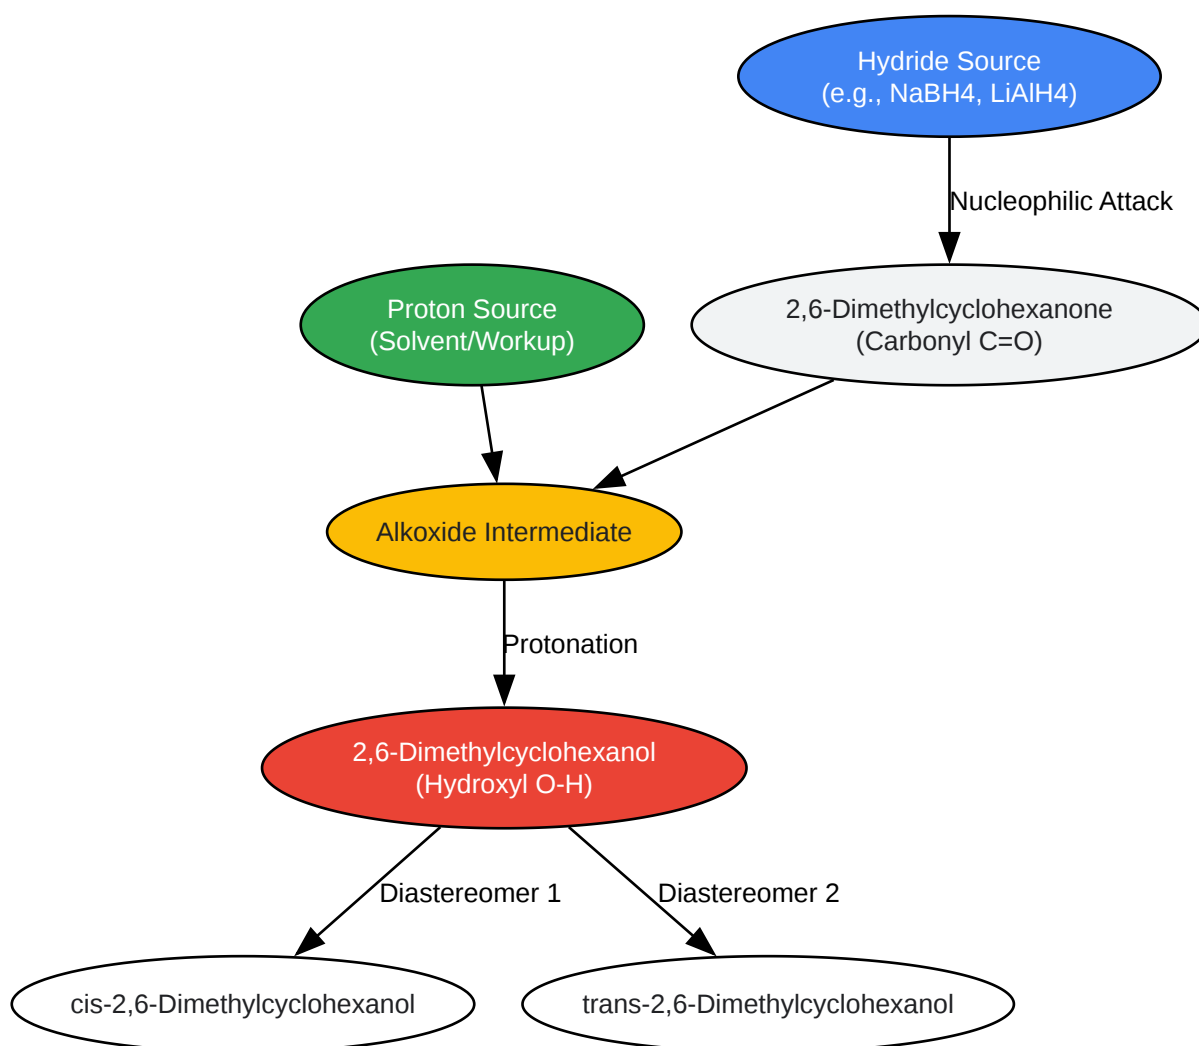 Hydride Source
(e.g., NaBH4, LiAlH4)
Nucleophilic Attack
Proton Source
(Solvent/Workup)
2,6-Dimethylcyclohexanone
(Carbonyl C=O)
Alkoxide Intermediate
Protonation
2,6-Dimethylcyclohexanol
(Hydroxyl O-H)
Diastereomer 1
Diastereomer 2
cis-2,6-Dimethylcyclohexanol
trans-2,6-Dimethylcyclohexanol